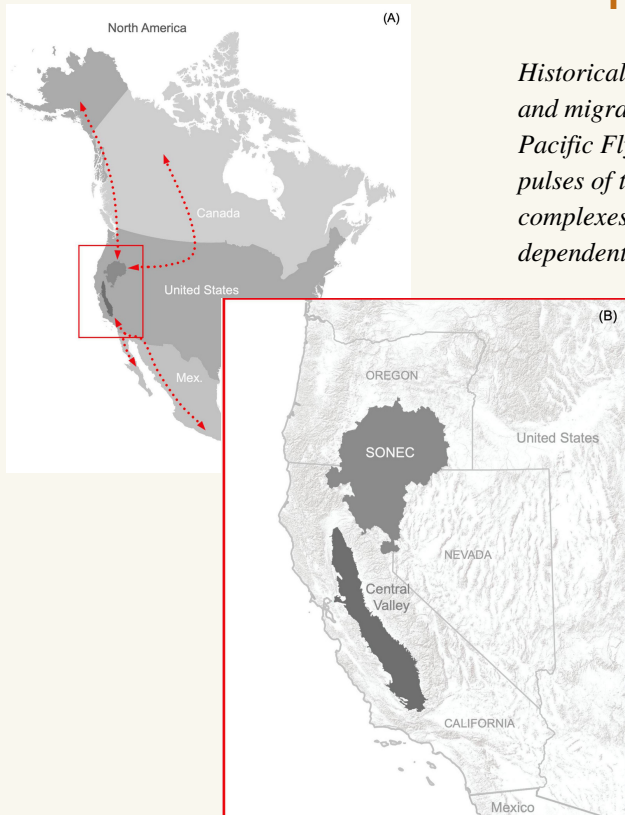 (A)
North America
Canada
United States
Mex.
Historical
and migra
Pacific Fly
pulses of t
complexes
dependent
(B)
OREGON
SONEC
United States
NEVADA
Central
Valley
CALIFORNIA
Mexico